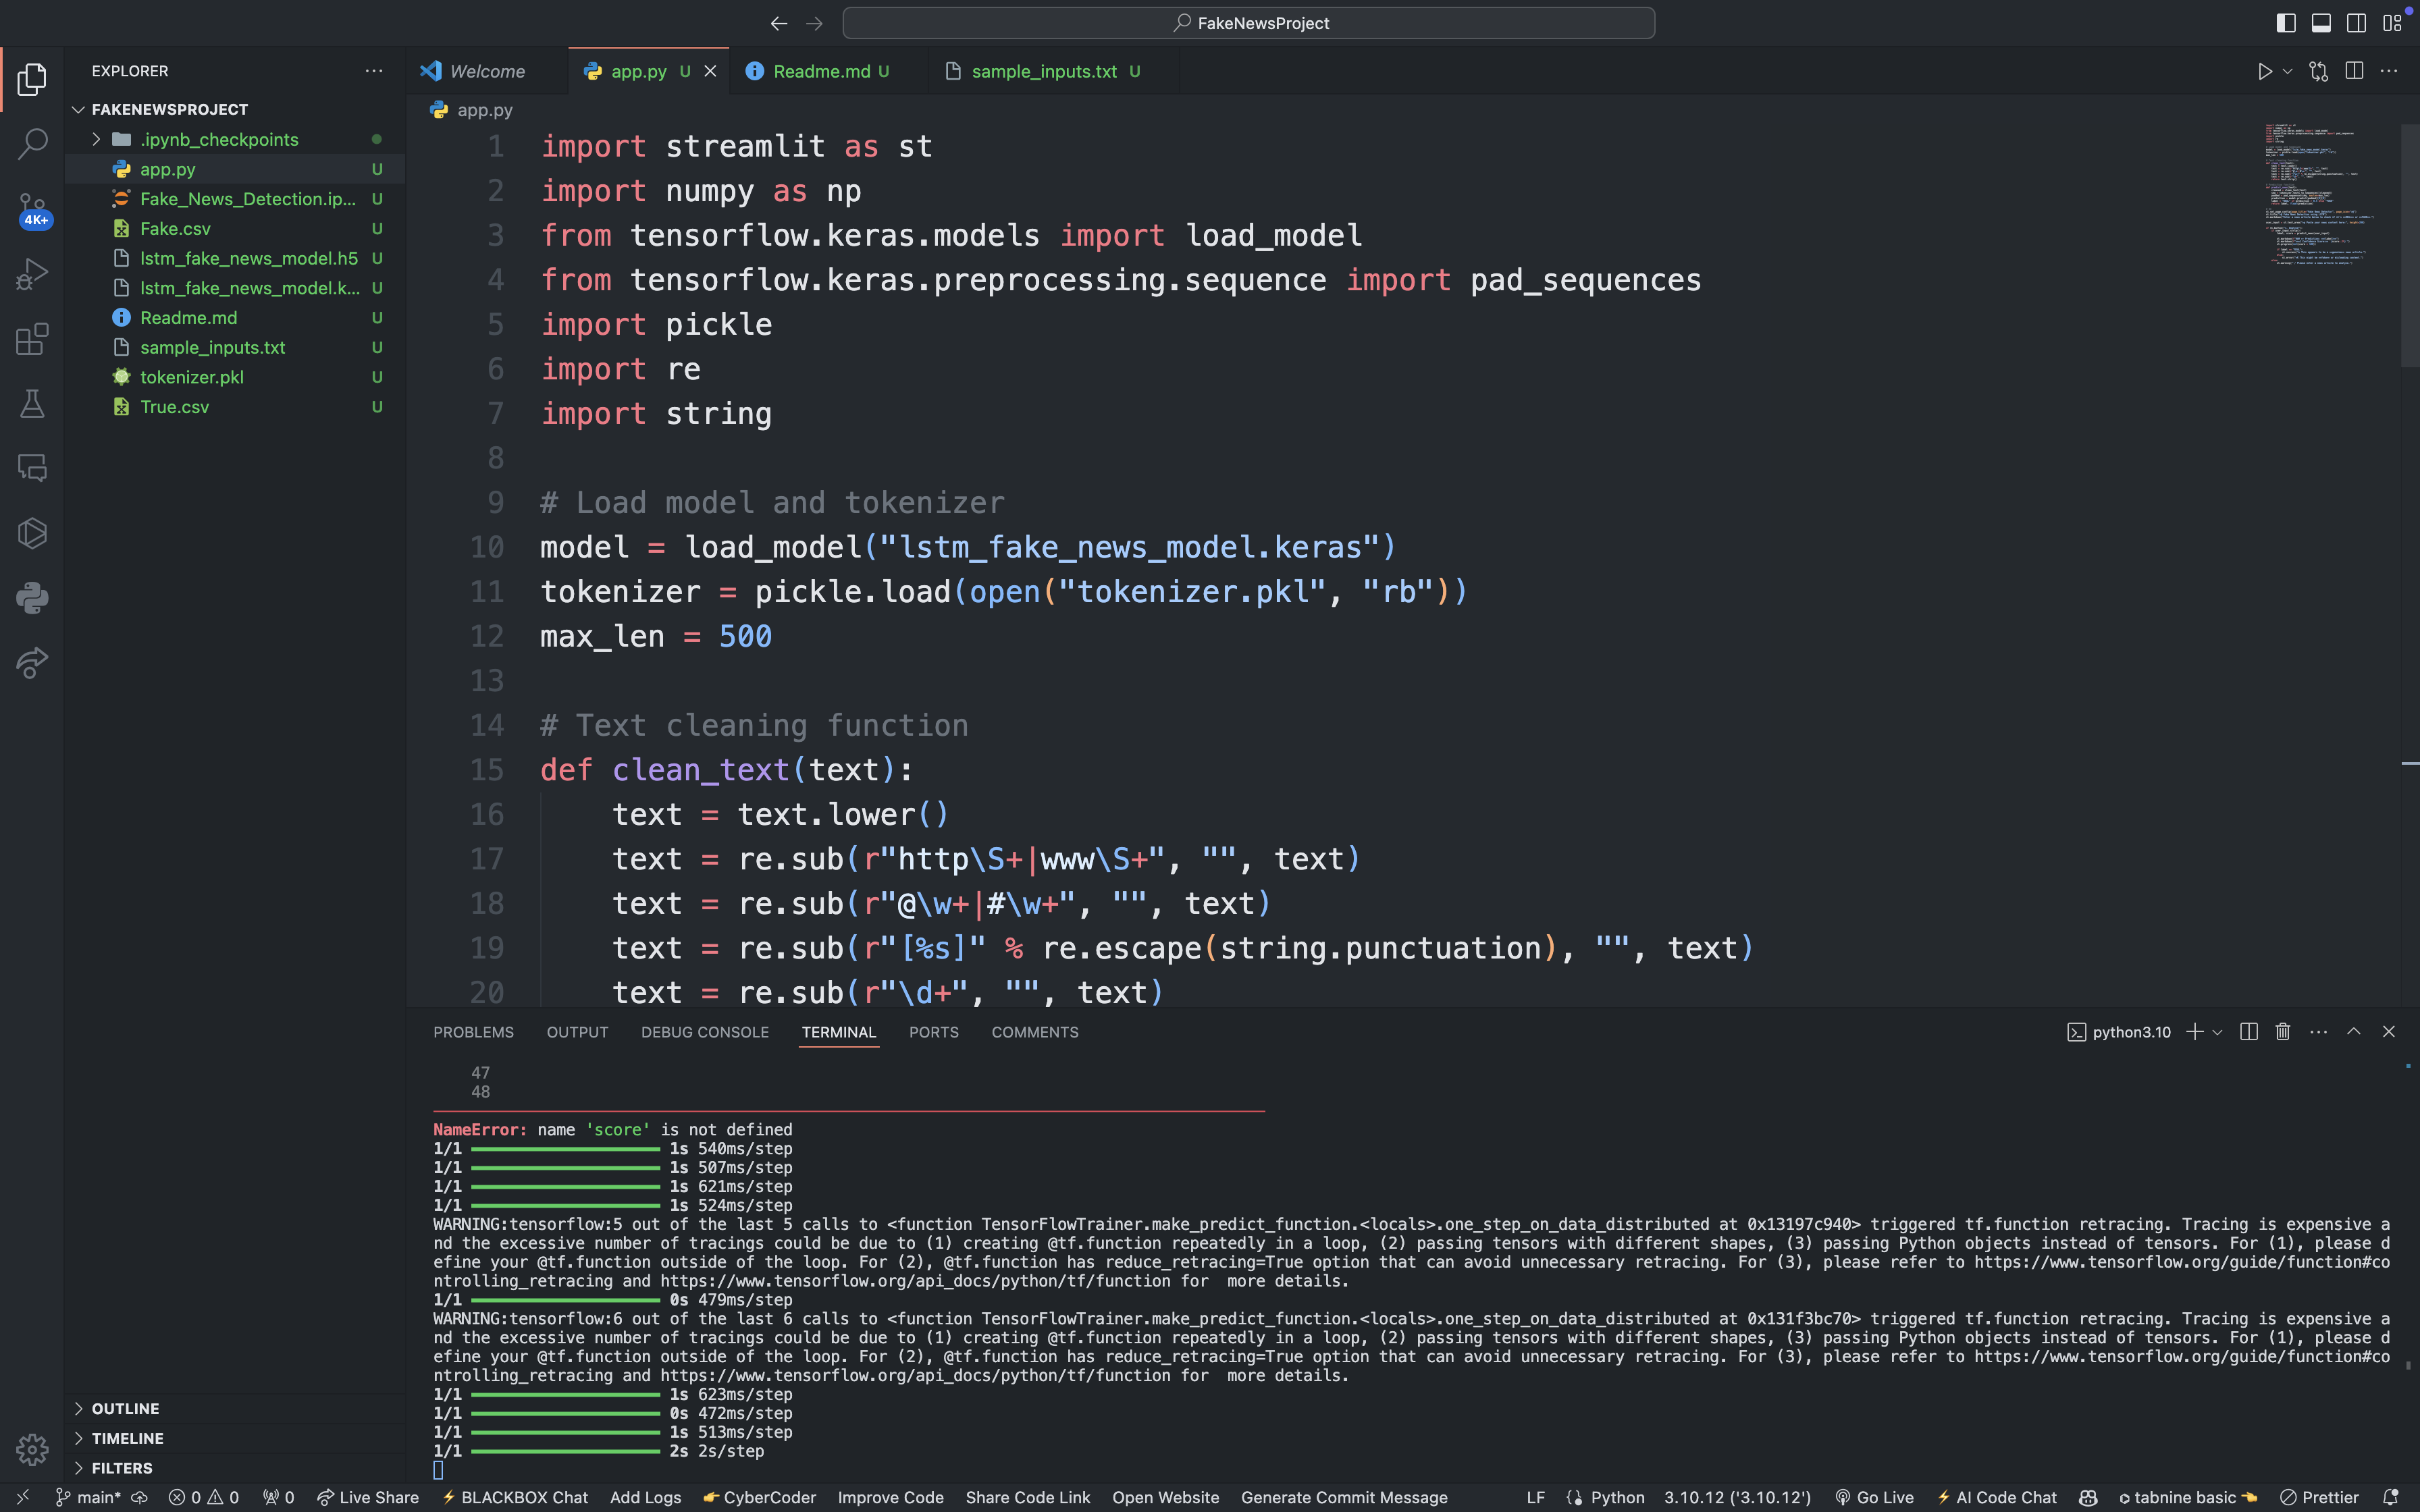 FakeNewsProject
EXPLORER
Welcome
app.py U
Readme.md U
sample_inputs.txt U
FAKENEWSPROJECT
.ipynb_checkpoints
app.py U
Fake_News_Detection.ip... U
Fake.csv U
lstm_fake_news_model.h5 U
lstm_fake_news_model.k... U
Readme.md U
sample_inputs.txt U
tokenizer.pkl U
True.csv U
4K+
app.py
1 import streamlit as st
2 import numpy as np
3 from tensorflow.keras.models import load_model
4 from tensorflow.keras.preprocessing.sequence import pad_sequences
5 import pickle
6 import re
7 import string
8
9 # Load model and tokenizer
10 model = load_model("lstm_fake_news_model.keras")
11 tokenizer = pickle.load(open("tokenizer.pkl", "rb"))
12 max_len = 500
13
14 # Text cleaning function
15 def clean_text(text):
16     text = text.lower()
17     text = re.sub(r"http\S+|www\S+", "", text)
18     text = re.sub(r"@\w+|#\w+", "", text)
19     text = re.sub(r"[%s]" % re.escape(string.punctuation), "", text)
20     text = re.sub(r"\d+", "", text)
PROBLEMS OUTPUT DEBUG CONSOLE TERMINAL PORTS COMMENTS
python3.10
47
48
NameError: name 'score' is not defined
1/1 1s 540ms/step
1/1 1s 507ms/step
1/1 1s 621ms/step
1/1 1s 524ms/step
WARNING:tensorflow:5 out of the last 5 calls to <function TensorFlowTrainer.make_predict_function.<locals>.one_step_on_data_distributed at 0x13197c940> triggered tf.function retracing. Tracing is expensive a
nd the excessive number of tracings could be due to (1) creating @tf.function repeatedly in a loop, (2) passing tensors with different shapes, (3) passing Python objects instead of tensors. For (1), please d
efine your @tf.function outside of the loop. For (2), @tf.function has reduce_retracing=True option that can avoid unnecessary retracing. For (3), please refer to https://www.tensorflow.org/guide/function#co
ntrolling_retracing and https://www.tensorflow.org/api_docs/python/tf/function for  more details.
1/1 0s 479ms/step
WARNING:tensorflow:6 out of the last 6 calls to <function TensorFlowTrainer.make_predict_function.<locals>.one_step_on_data_distributed at 0x131f3bc70> triggered tf.function retracing. Tracing is expensive a
nd the excessive number of tracings could be due to (1) creating @tf.function repeatedly in a loop, (2) passing tensors with different shapes, (3) passing Python objects instead of tensors. For (1), please d
efine your @tf.function outside of the loop. For (2), @tf.function has reduce_retracing=True option that can avoid unnecessary retracing. For (3), please refer to https://www.tensorflow.org/guide/function#co
ntrolling_retracing and https://www.tensorflow.org/api_docs/python/tf/function for  more details.
1/1 1s 623ms/step
1/1 0s 472ms/step
1/1 1s 513ms/step
1/1 2s 2s/step
OUTLINE
TIMELINE
FILTERS
main* 0 0 0 Live Share BLACKBOX Chat Add Logs CyberCoder Improve Code Share Code Link Open Website Generate Commit Message LF Python 3.10.12 ('3.10.12') Go Live AI Code Chat tabnine basic Prettier